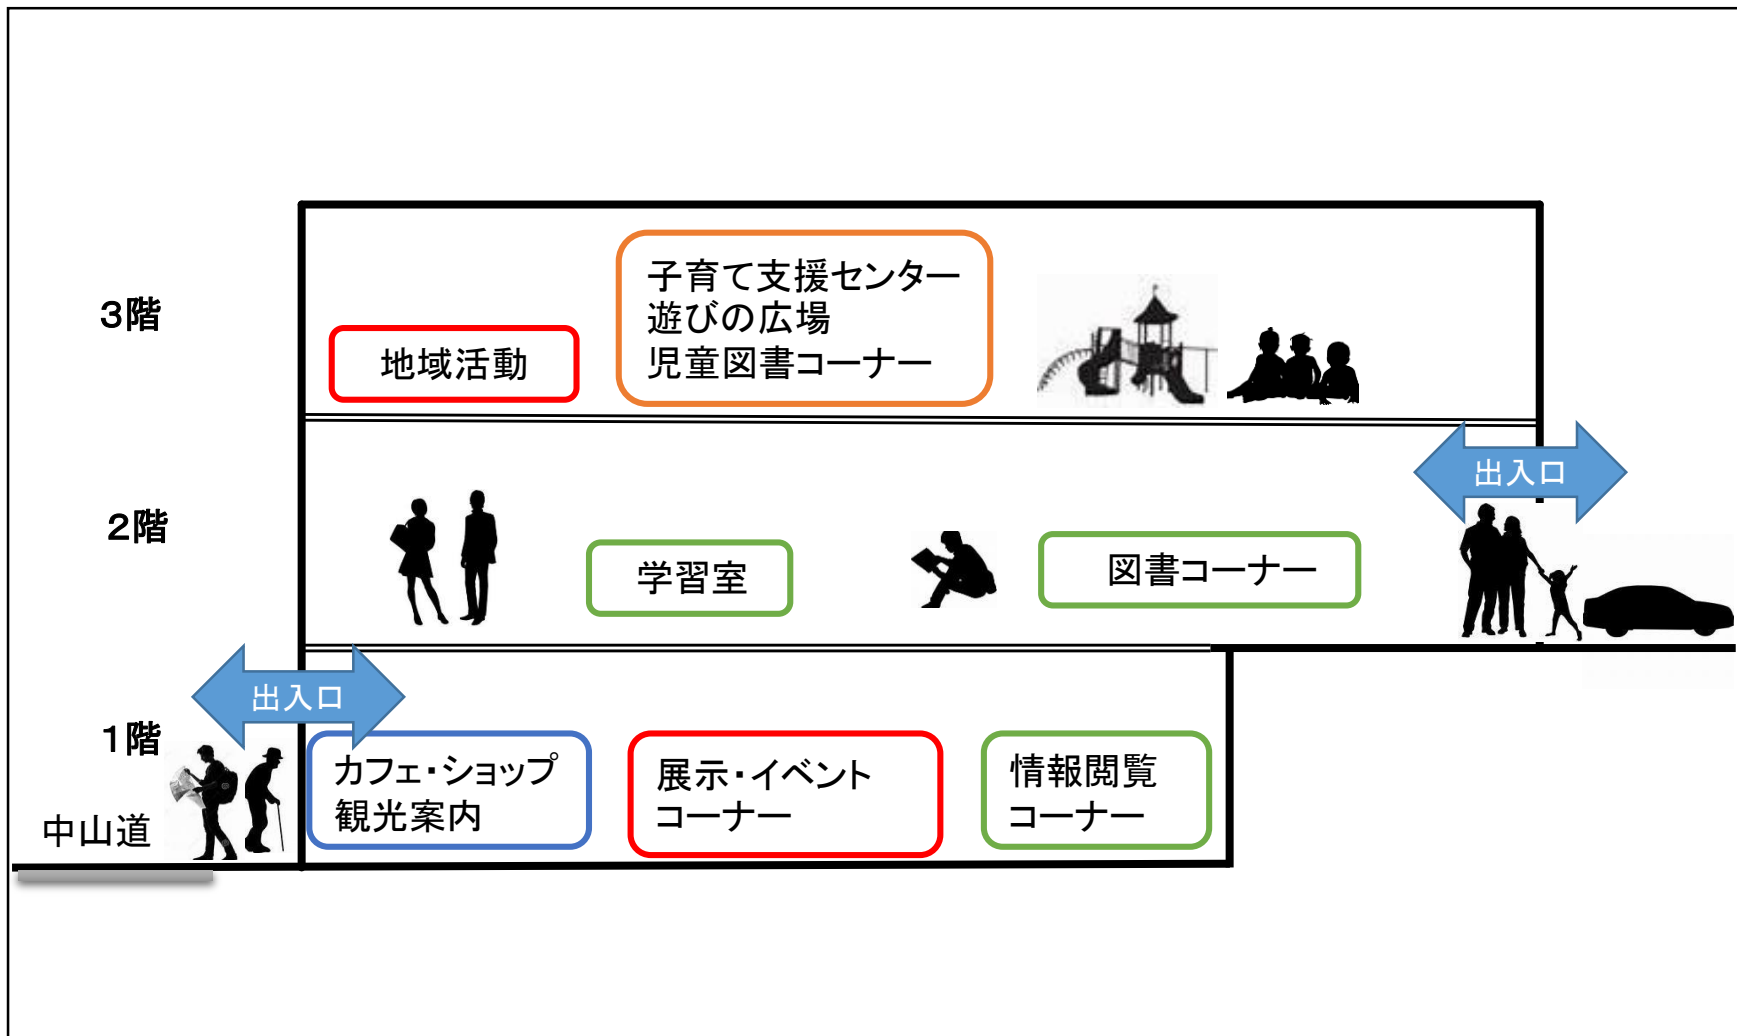 3階
地域活動
子育て支援センター
遊びの広場
児童図書コーナー
出入口
2階
学習室
図書コーナー
出入口
1階
中山道
カフェ・ショップ
観光案内
展示・イベント
コーナー
情報閲覧
コーナー